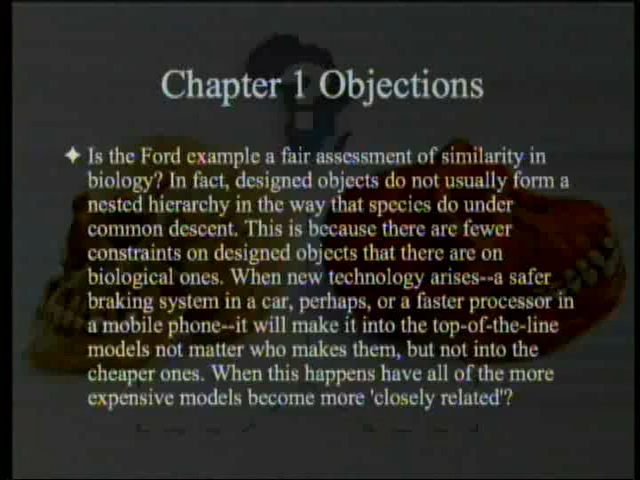 Chapter 1 Objections
Is the Ford example a fair assessment of similarity in
biology? In fact, designed objects do not usually form a
nested hierarchy in the way that species do under
common descent. This is because there are fewer
constraints on designed objects that there are on
biological ones. When new technology arises--a safer
braking system in a car, perhaps, or a faster processor in
a mobile phone--it will make it into the top-of-the-line
models not matter who makes them, but not into the
cheaper ones. When this happens have all of the more
expensive models become more 'closely related'?